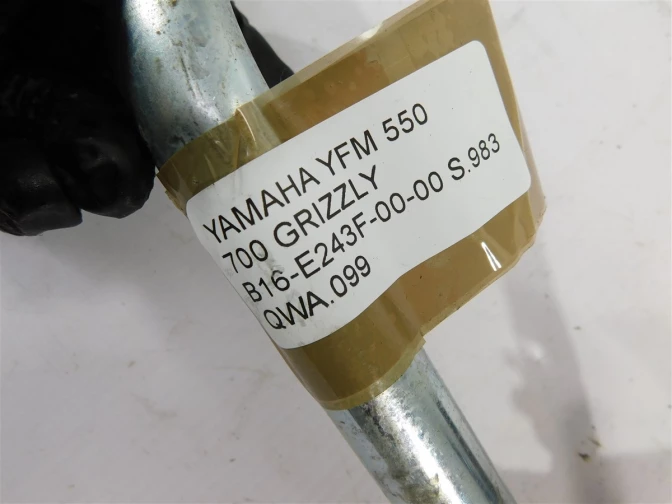 YAMAHA YFM 550
700 GRIZZLY
B16-E243F-00-00 S.983
QWA.099